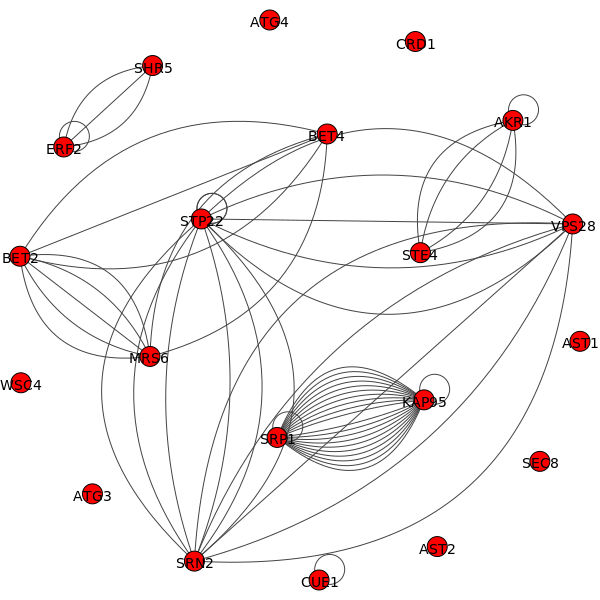 ATG4
CRD1
SHR5
AKR1
BET4
ERF2
STP22
VPS28
STE4
BET2
AST1
MRS6
WSC4
KAP95
SRP1
SEC8
ATG3
AST2
SRN2
CUE1